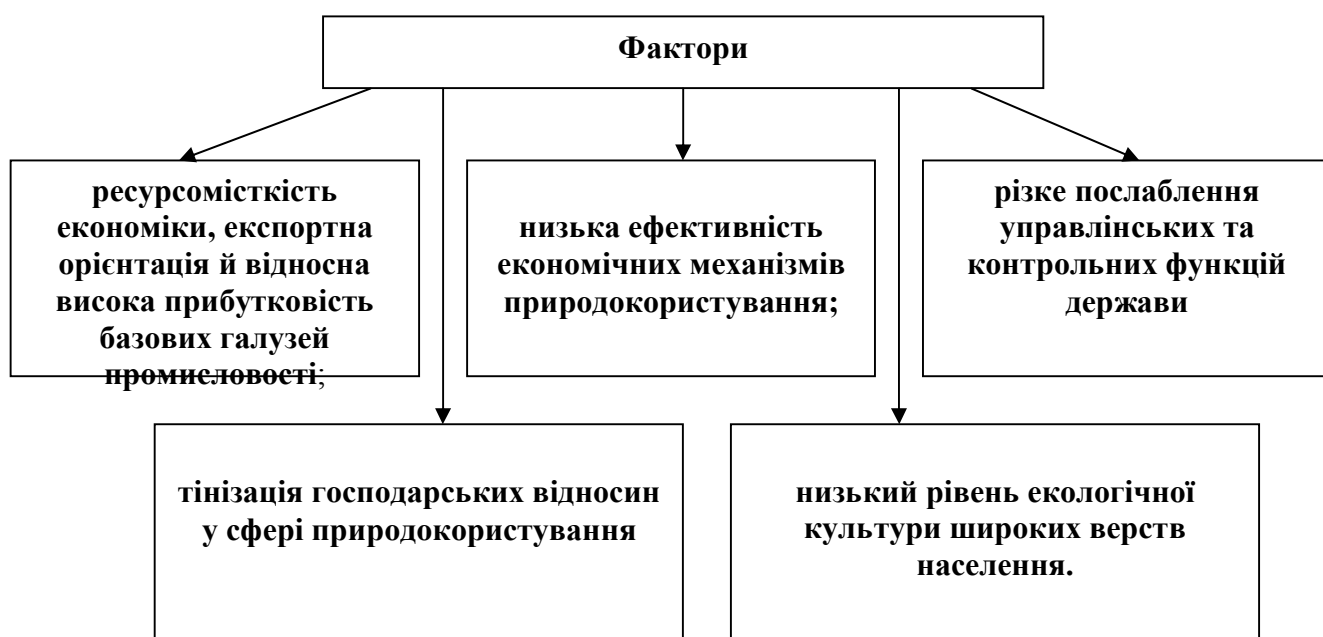 Фактори
ресурсомісткість
економіки, експортна
орієнтація й відносна
висока прибутковість
базових галузей
промисловості;
низька ефективність
економічних механізмів
природокористування;
різке послаблення
управлінських та
контрольних функцій
держави
тінізація господарських відносин
у сфері природокористування
низький рівень екологічної
культури широких верств
населення.